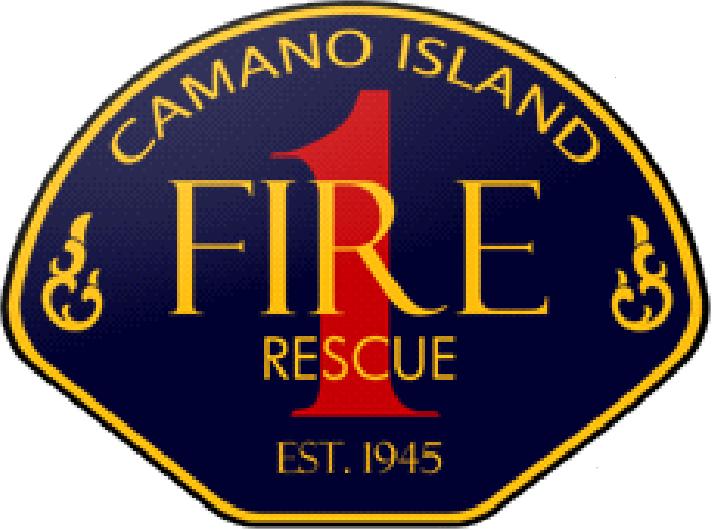 CAMANO ISLAND
1
FIRE
RESCUE
EST. 1945